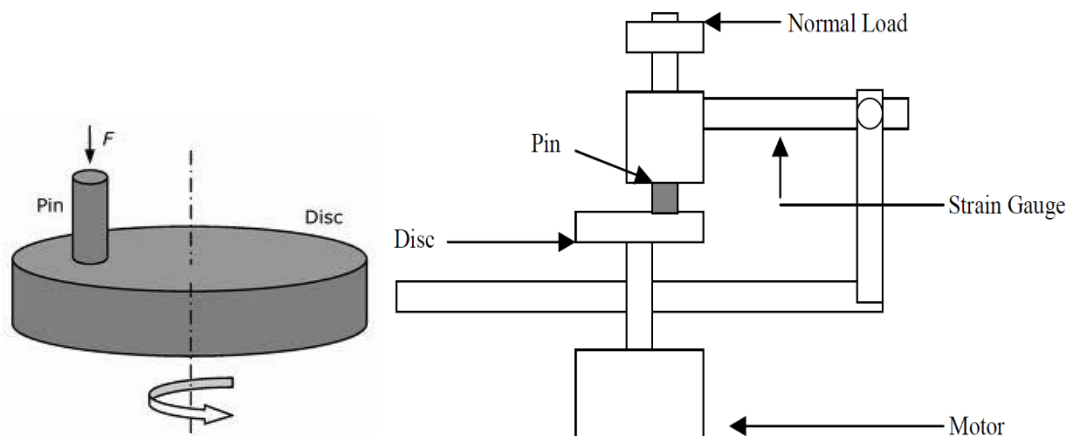 F
Pin
Disc
Normal Load
Pin
Strain Gauge
Disc
Motor